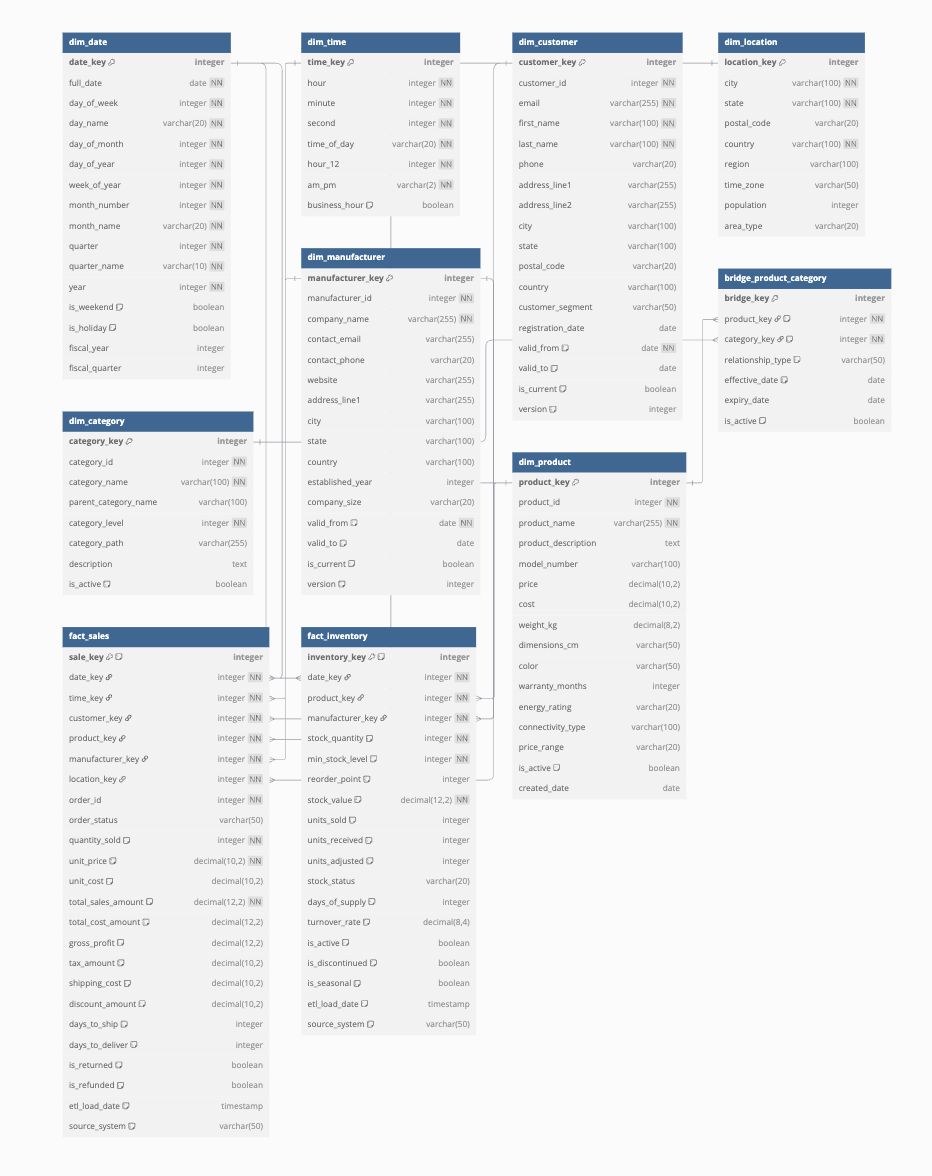 dim_date
date_key integer
full_date date NN
day_of_week integer NN
day_name varchar(20) NN
day_of_month integer NN
day_of_year integer NN
week_of_year integer NN
month_number integer NN
month_name varchar(20) NN
quarter integer NN
quarter_name varchar(10) NN
year integer NN
is_weekend boolean
is_holiday boolean
fiscal_year integer
fiscal_quarter integer
dim_time
time_key integer
hour integer NN
minute integer NN
second integer NN
time_of_day varchar(20) NN
hour_12 integer NN
am_pm varchar(2) NN
business_hour boolean
dim_customer
customer_key integer
customer_id integer NN
email varchar(255) NN
first_name varchar(100) NN
last_name varchar(100) NN
phone varchar(20)
address_line1 varchar(255)
address_line2 varchar(255)
city varchar(100)
state varchar(100)
postal_code varchar(20)
country varchar(100)
customer_segment varchar(50)
registration_date date
valid_from date NN
valid_to date
is_current boolean
version integer
dim_location
location_key integer
city varchar(100) NN
state varchar(100) NN
postal_code varchar(20)
country varchar(100) NN
region varchar(100)
time_zone varchar(50)
population integer
area_type varchar(20)
dim_manufacturer
manufacturer_key integer
manufacturer_id integer NN
company_name varchar(255) NN
contact_email varchar(255)
contact_phone varchar(20)
website varchar(255)
address_line1 varchar(255)
city varchar(100)
state varchar(100)
country varchar(100)
established_year integer
company_size varchar(20)
valid_from date NN
valid_to date
is_current boolean
version integer
bridge_product_category
bridge_key integer
product_key integer NN
category_key integer NN
relationship_type varchar(50)
effective_date date
expiry_date date
is_active boolean
dim_category
category_key integer
category_id integer NN
category_name varchar(100) NN
parent_category_name varchar(100)
category_level integer NN
category_path varchar(255)
description text
is_active boolean
dim_product
product_key integer
product_id integer NN
product_name varchar(255) NN
product_description text
model_number varchar(100)
price decimal(10,2)
cost decimal(10,2)
weight_kg decimal(8,2)
dimensions_cm varchar(50)
color varchar(50)
warranty_months integer
energy_rating varchar(20)
connectivity_type varchar(100)
price_range varchar(20)
is_active boolean
created_date date
fact_sales
sale_key integer
date_key integer NN
time_key integer NN
customer_key integer NN
product_key integer NN
manufacturer_key integer NN
location_key integer NN
order_id integer NN
order_status varchar(50)
quantity_sold integer NN
unit_price decimal(10,2) NN
unit_cost decimal(10,2)
total_sales_amount decimal(12,2) NN
total_cost_amount decimal(12,2)
gross_profit decimal(12,2)
tax_amount decimal(10,2)
shipping_cost decimal(10,2)
discount_amount decimal(10,2)
days_to_ship integer
days_to_deliver integer
is_returned boolean
is_refunded boolean
etl_load_date timestamp
source_system varchar(50)
fact_inventory
inventory_key integer
date_key integer NN
product_key integer NN
manufacturer_key integer NN
stock_quantity integer NN
min_stock_level integer NN
reorder_point integer
stock_value decimal(12,2) NN
units_sold integer
units_received integer
units_adjusted integer
stock_status varchar(20)
days_of_supply integer
turnover_rate decimal(8,4)
is_active boolean
is_discontinued boolean
is_seasonal boolean
etl_load_date timestamp
source_system varchar(50)